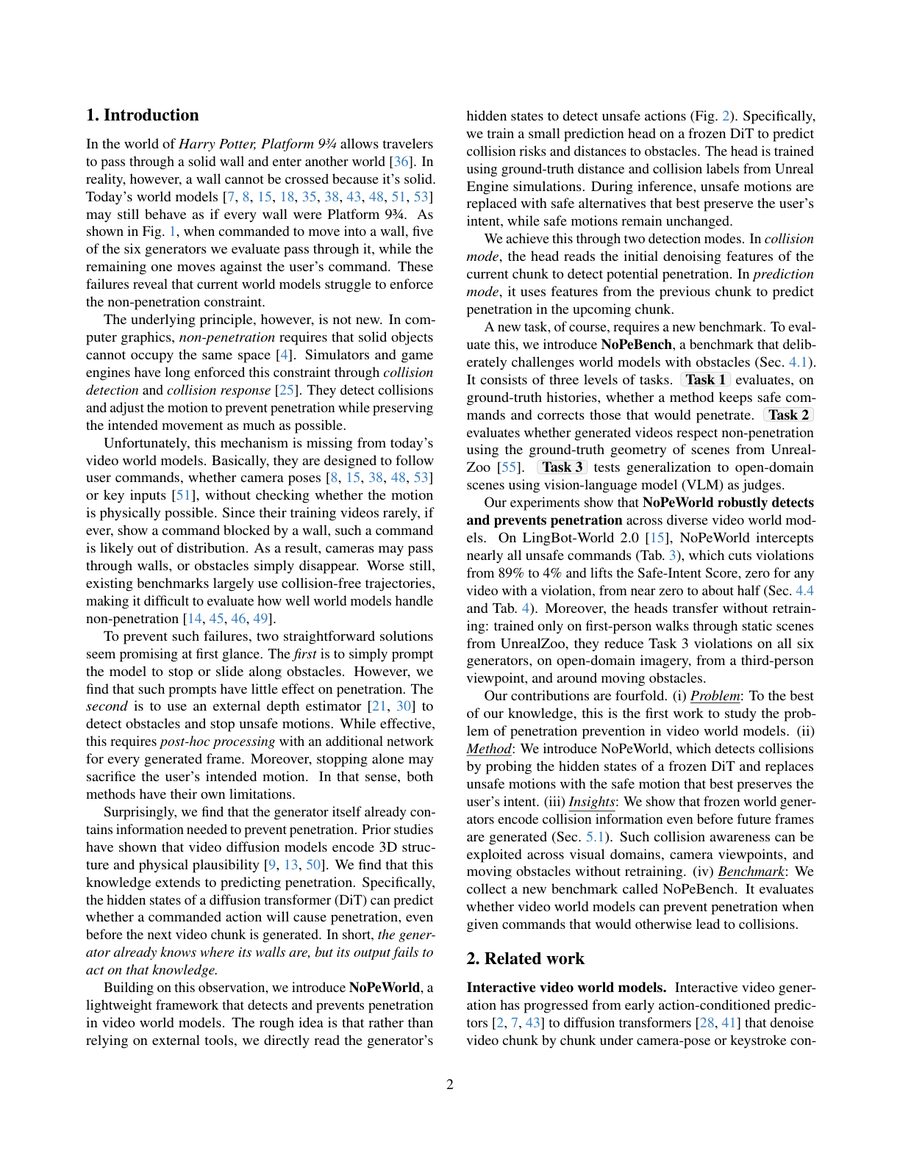 1. Introduction
In the world of Harry Potter, Platform 9¾ allows travelers
to pass through a solid wall and enter another world [36]. In
reality, however, a wall cannot be crossed because it's solid.
Today's world models [7, 8, 15, 18, 35, 38, 43, 48, 51, 53]
may still behave as if every wall were Platform 9¾. As
shown in Fig. 1, when commanded to move into a wall, five
of the six generators we evaluate pass through it, while the
remaining one moves against the user's command. These
failures reveal that current world models struggle to enforce
the non-penetration constraint.
The underlying principle, however, is not new. In com-
puter graphics, non-penetration requires that solid objects
cannot occupy the same space [4]. Simulators and game
engines have long enforced this constraint through collision
detection and collision response [25]. They detect collisions
and adjust the motion to prevent penetration while preserving
the intended movement as much as possible.
Unfortunately, this mechanism is missing from today's
video world models. Basically, they are designed to follow
user commands, whether camera poses [8, 15, 38, 48, 53]
or key inputs [51], without checking whether the motion
is physically possible. Since their training videos rarely, if
ever, show a command blocked by a wall, such a command
is likely out of distribution. As a result, cameras may pass
through walls, or obstacles simply disappear. Worse still,
existing benchmarks largely use collision-free trajectories,
making it difficult to evaluate how well world models handle
non-penetration [14, 45, 46, 49].
To prevent such failures, two straightforward solutions
seem promising at first glance. The first is to simply prompt
the model to stop or slide along obstacles. However, we
find that such prompts have little effect on penetration. The
second is to use an external depth estimator [21, 30] to
detect obstacles and stop unsafe motions. While effective,
this requires post-hoc processing with an additional network
for every generated frame. Moreover, stopping alone may
sacrifice the user's intended motion. In that sense, both
methods have their own limitations.
Surprisingly, we find that the generator itself already con-
tains information needed to prevent penetration. Prior studies
have shown that video diffusion models encode 3D struc-
ture and physical plausibility [9, 13, 50]. We find that this
knowledge extends to predicting penetration. Specifically,
the hidden states of a diffusion transformer (DiT) can predict
whether a commanded action will cause penetration, even
before the next video chunk is generated. In short, the gener-
ator already knows where its walls are, but its output fails to
act on that knowledge.
Building on this observation, we introduce NoPeWorld, a
lightweight framework that detects and prevents penetration
in video world models. The rough idea is that rather than
relying on external tools, we directly read the generator's
hidden states to detect unsafe actions (Fig. 2). Specifically,
we train a small prediction head on a frozen DiT to predict
collision risks and distances to obstacles. The head is trained
using ground-truth distance and collision labels from Unreal
Engine simulations. During inference, unsafe motions are
replaced with safe alternatives that best preserve the user's
intent, while safe motions remain unchanged.
We achieve this through two detection modes. In collision
mode, the head reads the initial denoising features of the
current chunk to detect potential penetration. In prediction
mode, it uses features from the previous chunk to predict
penetration in the upcoming chunk.
A new task, of course, requires a new benchmark. To eval-
uate this, we introduce NoPeBench, a benchmark that delib-
erately challenges world models with obstacles (Sec. 4.1).
It consists of three levels of tasks. Task 1 evaluates, on
ground-truth histories, whether a method keeps safe com-
mands and corrects those that would penetrate. Task 2
evaluates whether generated videos respect non-penetration
using the ground-truth geometry of scenes from Unreal-
Zoo [55]. Task 3 tests generalization to open-domain
scenes using vision-language model (VLM) as judges.
Our experiments show that NoPeWorld robustly detects
and prevents penetration across diverse video world mod-
els. On LingBot-World 2.0 [15], NoPeWorld intercepts
nearly all unsafe commands (Tab. 3), which cuts violations
from 89% to 4% and lifts the Safe-Intent Score, zero for any
video with a violation, from near zero to about half (Sec. 4.4
and Tab. 4). Moreover, the heads transfer without retrain-
ing: trained only on first-person walks through static scenes
from UnrealZoo, they reduce Task 3 violations on all six
generators, on open-domain imagery, from a third-person
viewpoint, and around moving obstacles.
Our contributions are fourfold. (i) Problem: To the best
of our knowledge, this is the first work to study the prob-
lem of penetration prevention in video world models. (ii)
Method: We introduce NoPeWorld, which detects collisions
by probing the hidden states of a frozen DiT and replaces
unsafe motions with the safe motion that best preserves the
user's intent. (iii) Insights: We show that frozen world gener-
ators encode collision information even before future frames
are generated (Sec. 5.1). Such collision awareness can be
exploited across visual domains, camera viewpoints, and
moving obstacles without retraining. (iv) Benchmark: We
collect a new benchmark called NoPeBench. It evaluates
whether video world models can prevent penetration when
given commands that would otherwise lead to collisions.
2. Related work
Interactive video world models. Interactive video gener-
ation has progressed from early action-conditioned predic-
tors [2, 7, 43] to diffusion transformers [28, 41] that denoise
video chunk by chunk under camera-pose or keystroke con-
2